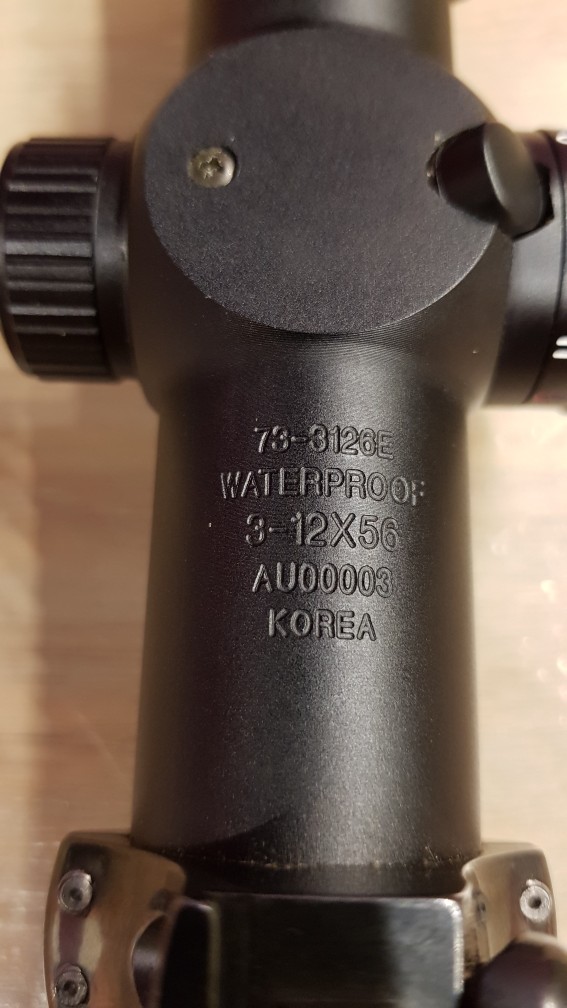 73-3126E
WATERPROOF
3-12X56
AU00003
KOREA